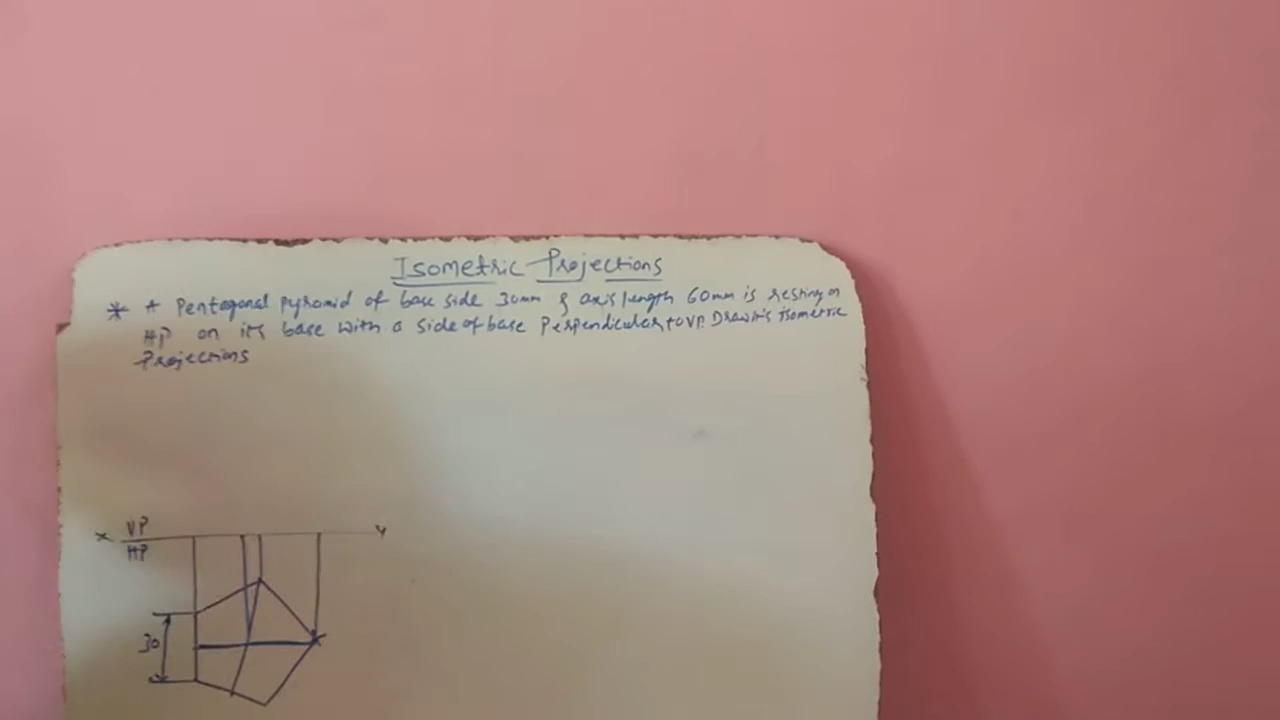 Isometric Projections
* A Pentagonal pyramid of base side 30mm & axis length 60mm is resting on
HP on its base with a side of base Perpendicular to VP. Draw its isometric
Projections
X VP Y
HP
30